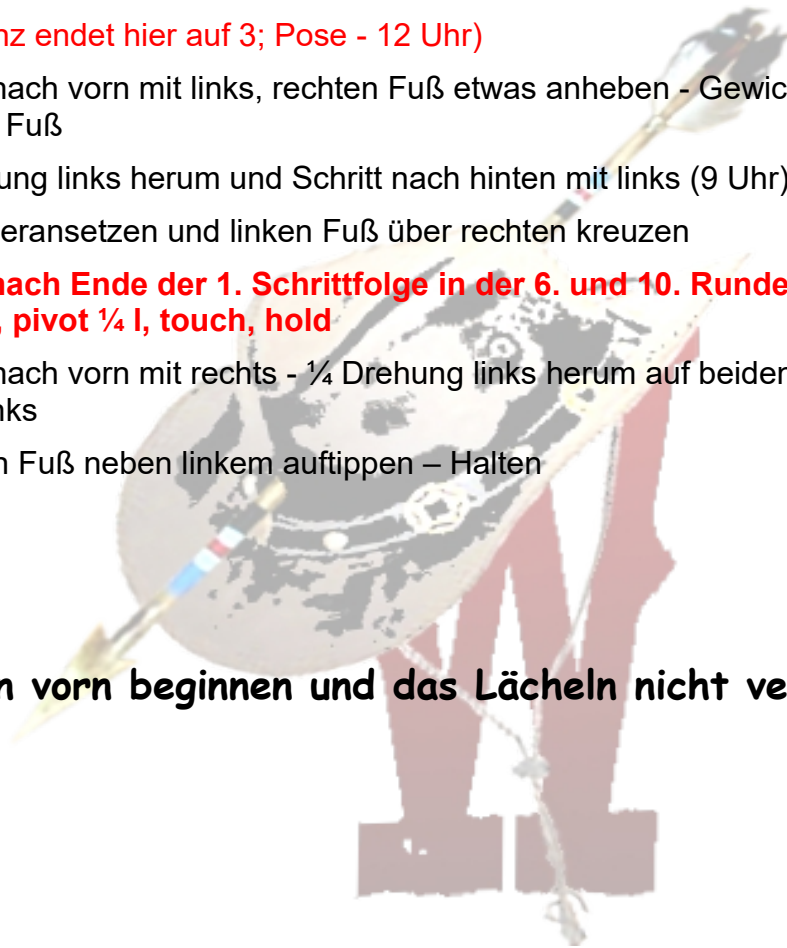 nz endet hier auf 3; Pose - 12 Uhr)
nach vorn mit links, rechten Fuß etwas anheben - Gewic
Fuß
ung links herum und Schritt nach hinten mit links (9 Uhr)
eransetzen und linken Fuß über rechten kreuzen
nach Ende der 1. Schrittfolge in der 6. und 10. Runde
, pivot ¼ l, touch, hold
nach vorn mit rechts - ¼ Drehung links herum auf beiden
nks
n Fuß neben linkem auftippen – Halten
n vorn beginnen und das Lächeln nicht ve